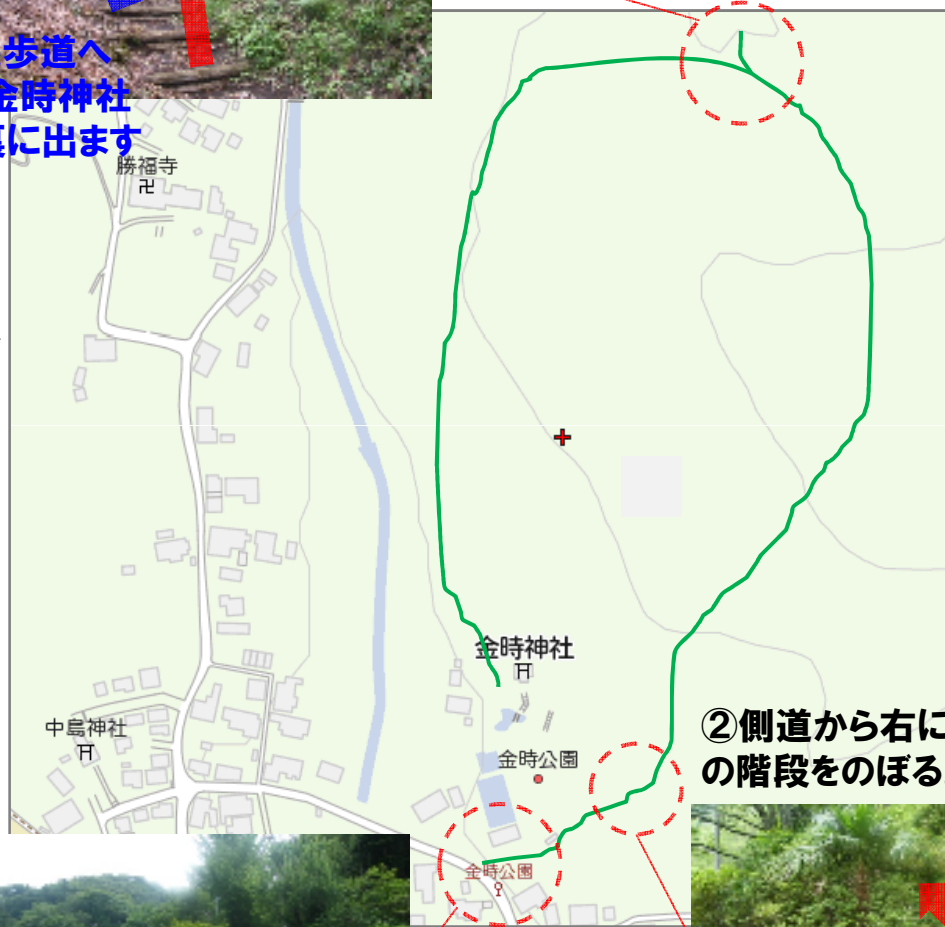 歩道へ
金時神社
裏に出ます
勝福寺
金時神社
中島神社
金時公園
②側道から右に
の階段をのぼる
金時公園